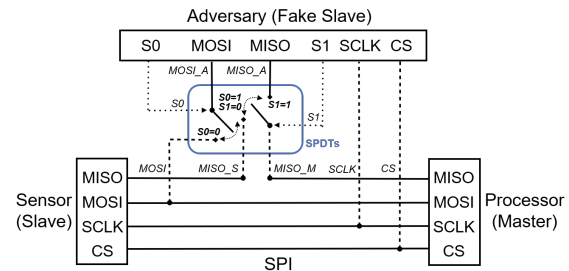 Adversary (Fake Slave)
S0 MOSI MISO S1 SCLK CS
MOSI_A MISO_A
S0 S0=1 S1=1
S1=0 S1
S0=0
SPDTs
MOSI MISO_S MISO_M SCLK CS
MISO MISO
Sensor MOSI MOSI Processor
(Slave) SCLK SCLK (Master)
CS CS
SPI